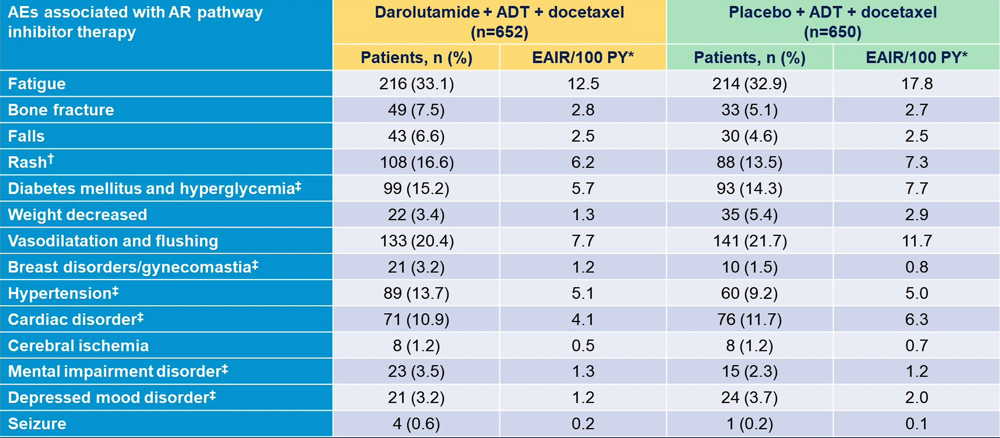 AEs associated with AR pathway
inhibitor therapy
Darolutamide + ADT + docetaxel
(n=652)
Placebo + ADT + docetaxel
(n=650)
Patients, n (%) EAIR/100 PY* Patients, n (%) EAIR/100 PY*
Fatigue 216 (33.1) 12.5 214 (32.9) 17.8
Bone fracture 49 (7.5) 2.8 33 (5.1) 2.7
Falls 43 (6.6) 2.5 30 (4.6) 2.5
Rash† 108 (16.6) 6.2 88 (13.5) 7.3
Diabetes mellitus and hyperglycemia‡ 99 (15.2) 5.7 93 (14.3) 7.7
Weight decreased 22 (3.4) 1.3 35 (5.4) 2.9
Vasodilatation and flushing 133 (20.4) 7.7 141 (21.7) 11.7
Breast disorders/gynecomastia‡ 21 (3.2) 1.2 10 (1.5) 0.8
Hypertension‡ 89 (13.7) 5.1 60 (9.2) 5.0
Cardiac disorder‡ 71 (10.9) 4.1 76 (11.7) 6.3
Cerebral ischemia 8 (1.2) 0.5 8 (1.2) 0.7
Mental impairment disorder‡ 23 (3.5) 1.3 15 (2.3) 1.2
Depressed mood disorder‡ 21 (3.2) 1.2 24 (3.7) 2.0
Seizure 4 (0.6) 0.2 1 (0.2) 0.1